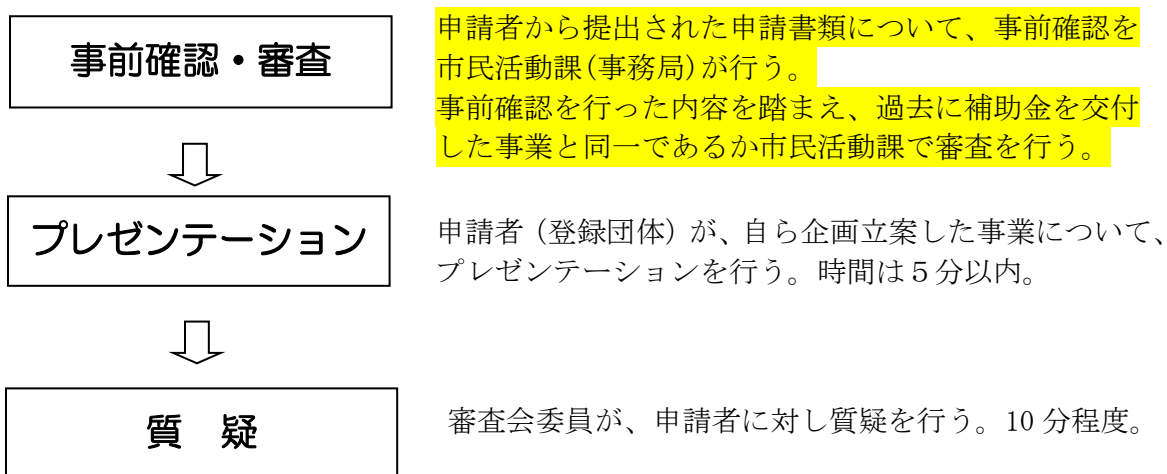 事前確認・審査
申請者から提出された申請書類について、事前確認を
市民活動課(事務局)が行う。
事前確認を行った内容を踏まえ、過去に補助金を交付
した事業と同一であるか市民活動課で審査を行う。
プレゼンテーション
申請者（登録団体）が、自ら企画立案した事業について、
プレゼンテーションを行う。時間は５分以内。
質　疑
審査会委員が、申請者に対し質疑を行う。10 分程度。